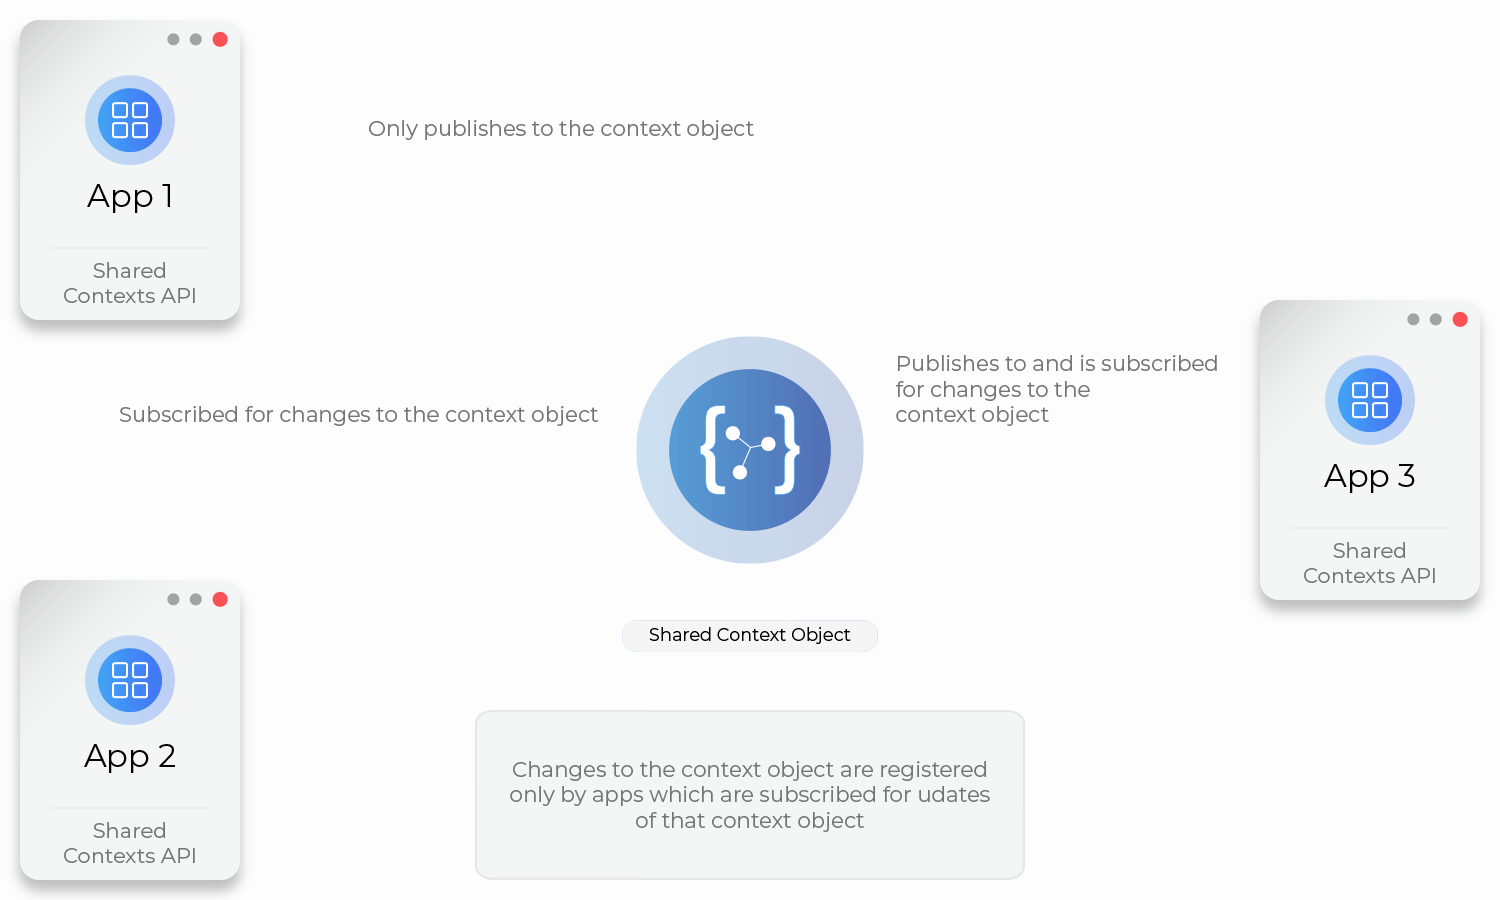 App 1
Shared
Contexts API
Only publishes to the context object
Subscribed for changes to the context object
Publishes to and is subscribed
for changes to the
context object
App 3
Shared
Contexts API
Shared Context Object
App 2
Shared
Contexts API
Changes to the context object are registered
only by apps which are subscribed for udates
of that context object